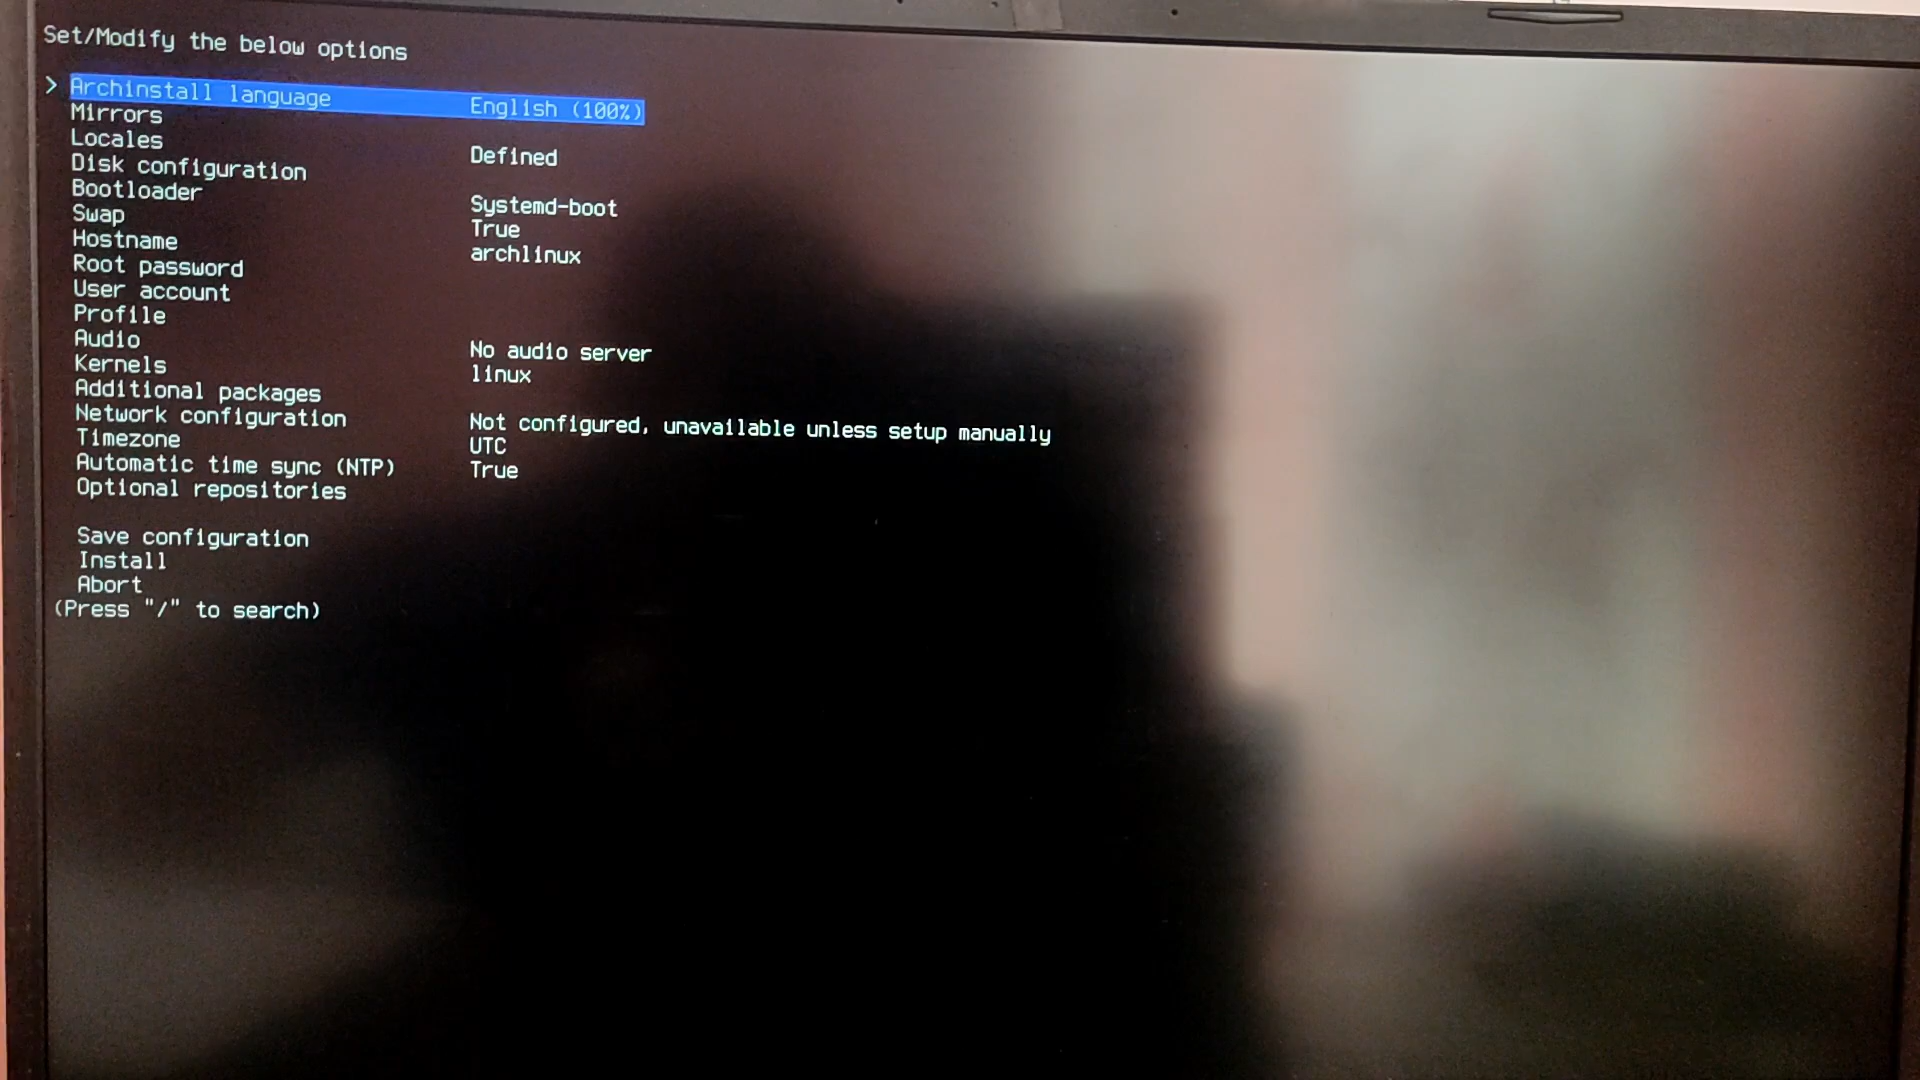 Set/Modify the below options
> Archinstall language English (100%)
Mirrors
Locales Defined
Disk configuration
Bootloader Systemd-boot
Swap True
Hostname archlinux
Root password
User account
Profile
Audio No audio server
Kernels linux
Additional packages
Network configuration Not configured, unavailable unless setup manually
Timezone UTC
Automatic time sync (NTP) True
Optional repositories
Save configuration
Install
Abort
(Press "/" to search)